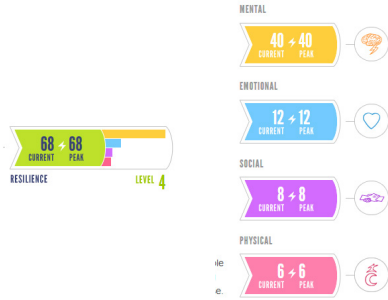 MENTAL
40 40
CURRENT PEAK
EMOTIONAL
12 12
CURRENT PEAK
68 68
CURRENT PEAK
RESILIENCE LEVEL 4
SOCIAL
8 8
CURRENT PEAK
PHYSICAL
6 6
CURRENT PEAK
e.